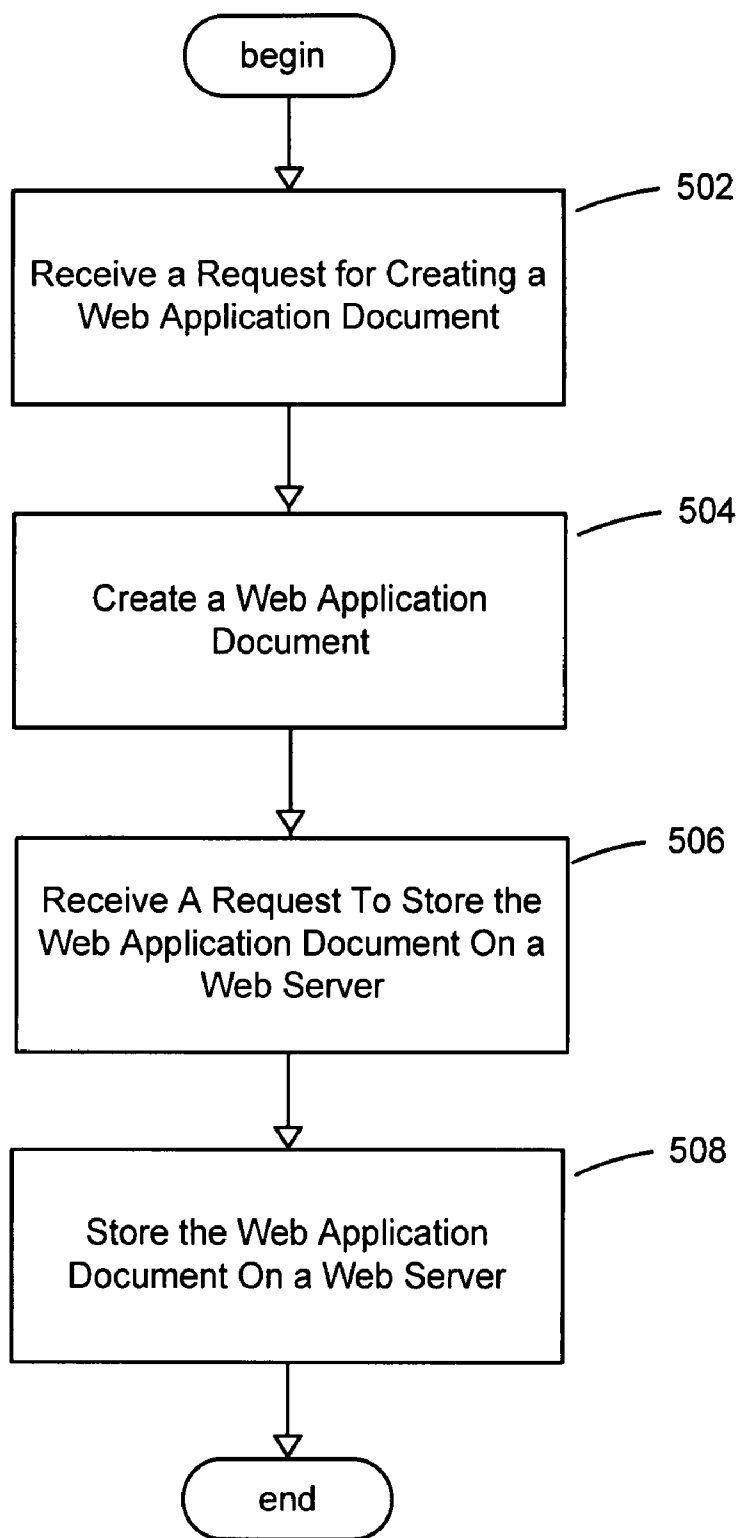 begin
502
Receive a Request for Creating a
Web Application Document
504
Create a Web Application
Document
506
Receive A Request To Store the
Web Application Document On a
Web Server
508
Store the Web Application
Document On a Web Server
end